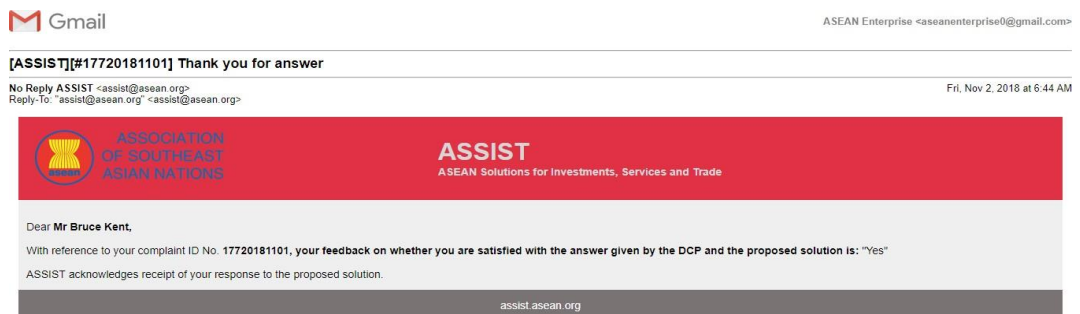 Gmail
ASEAN Enterprise <aseanenterprise0@gmail.com>
[ASSIST][#17720181101] Thank you for answer
No Reply ASSIST <assist@asean.org>
Fri, Nov 2, 2018 at 6:44 AM
Reply-To: "assist@asean.org" <assist@asean.org>
asean
ASSOCIATION
OF SOUTHEAST
ASIAN NATIONS
ASSIST
ASEAN Solutions for Investments, Services and Trade
Dear Mr Bruce Kent,
With reference to your complaint ID No. 17720181101, your feedback on whether you are satisfied with the answer given by the DCP and the proposed solution is: "Yes"
ASSIST acknowledges receipt of your response to the proposed solution.
assist.asean.org